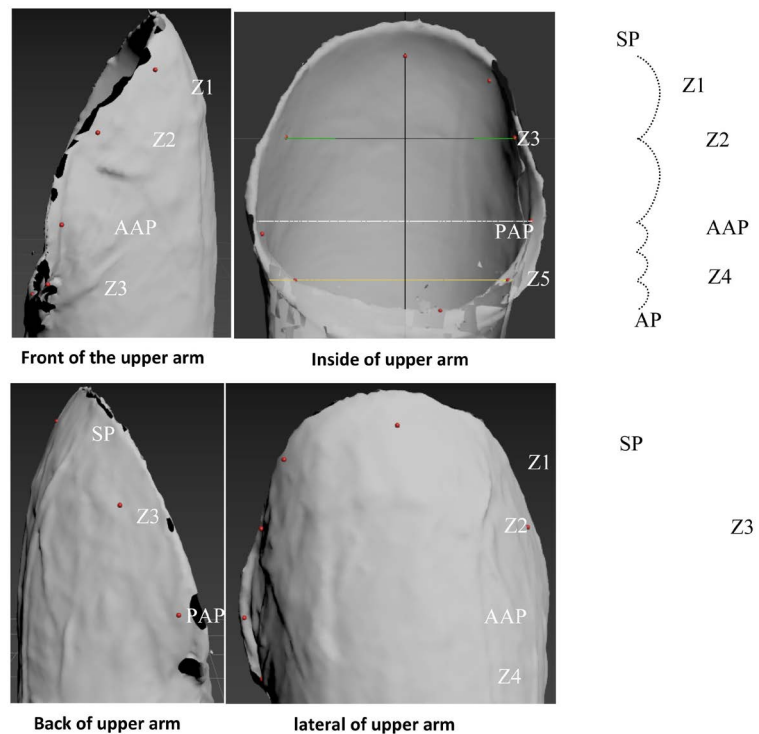 Z1
Z2
AAP
Z3
Front of the upper arm
Z3
PAP
Z5
Inside of upper arm
SP
Z1
Z2
AAP
Z4
AP
SP
Z3
PAP
Back of upper arm
Z1
Z2
AAP
Z4
lateral of upper arm
SP
Z3